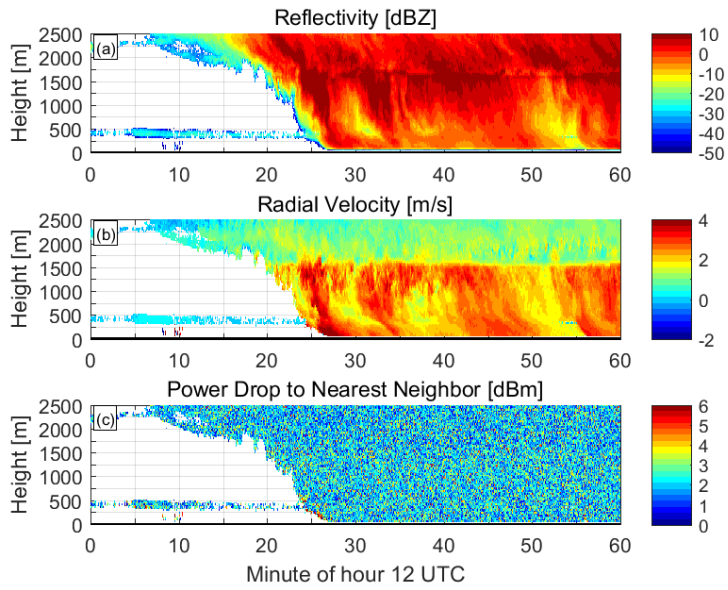 Reflectivity [dBZ]
(a)
Height [m]
2500
2000
1500
1000
500
0
0 10 20 30 40 50 60
10
0
-10
-20
-30
-40
-50
Radial Velocity [m/s]
(b)
Height [m]
2500
2000
1500
1000
500
0
0 10 20 30 40 50 60
4
2
0
-2
Power Drop to Nearest Neighbor [dBm]
(c)
Height [m]
2500
2000
1500
1000
500
0
0 10 20 30 40 50 60
6
5
4
3
2
1
0
Minute of hour 12 UTC